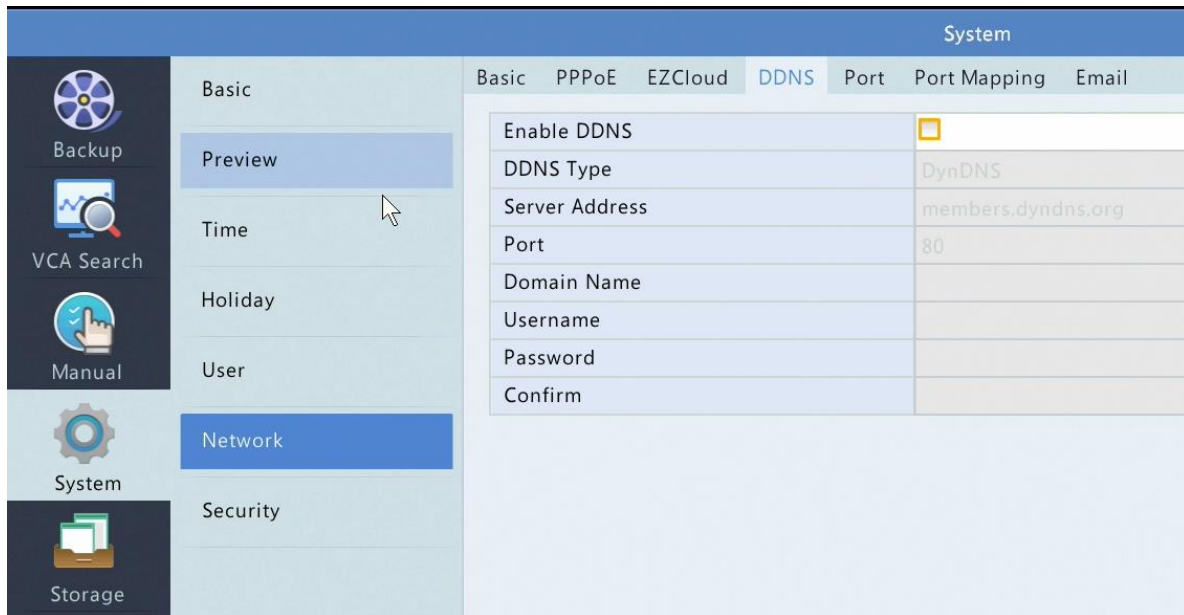 System
Backup
VCA Search
Manual
System
Storage
Basic
Preview
Time
Holiday
User
Network
Security
Basic PPPoE EZCloud DDNS Port Port Mapping Email
Enable DDNS
DDNS Type DynDNS
Server Address members.dyndns.org
Port 80
Domain Name
Username
Password
Confirm